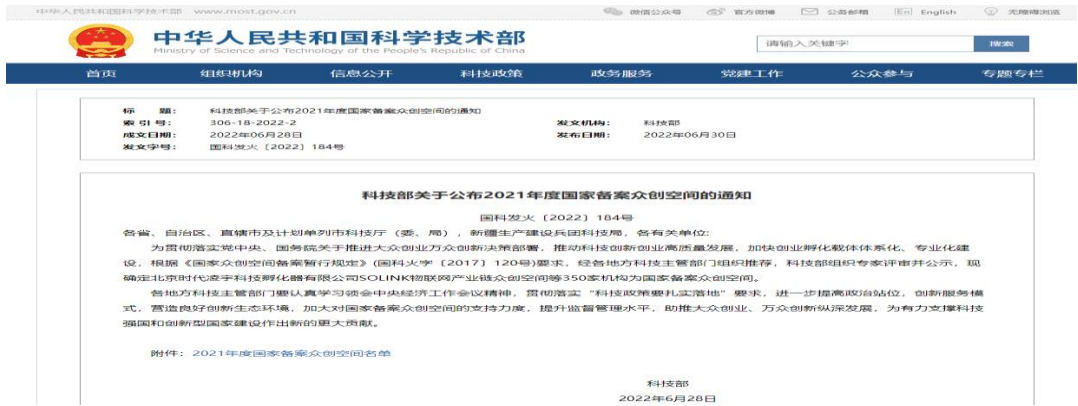 中华人民共和国科学技术部 www.most.gov.cn 微信公众号 官方微博 公务邮箱 En English 无障碍浏览
中华人民共和国科学技术部
Ministry of Science and Technology of the People's Republic of China
请输入关键字 搜索
首页 组织机构 信息公开 科技政策 政务服务 党建工作 公众参与 专题专栏
标 题: 科技部关于公布2021年度国家备案众创空间的通知
索 引 号: 306-18-2022-2 发文机构: 科技部
成文日期: 2022年06月28日 发布日期: 2022年06月30日
发文字号: 国科发火〔2022〕184号
科技部关于公布2021年度国家备案众创空间的通知
国科发火〔2022〕184号
各省、自治区、直辖市及计划单列市科技厅（委、局），新疆生产建设兵团科技局，各有关单位:
为贯彻落实党中央、国务院关于推进大众创业万众创新决策部署，推动科技创新创业高质量发展，加快创业孵化载体体系化、专业化建
设，根据《国家众创空间备案暂行规定》(国科火字〔2017〕120号)要求，经各地方科技主管部门组织推荐，科技部组织专家评审并公示，现
确定北京时代凌宇科技孵化器有限公司SOLINK物联网产业链众创空间等350家机构为国家备案众创空间。
各地方科技主管部门要认真学习领会中央经济工作会议精神，贯彻落实“科技政策要扎实落地”要求，进一步提高政治站位，创新服务模
式，营造良好创新生态环境，加大对国家备案众创空间的支持力度，提升监督管理水平，助推大众创业、万众创新纵深发展，为有力支撑科技
强国和创新型国家建设作出新的更大贡献。
附件: 2021年度国家备案众创空间名单
科技部
2022年6月28日